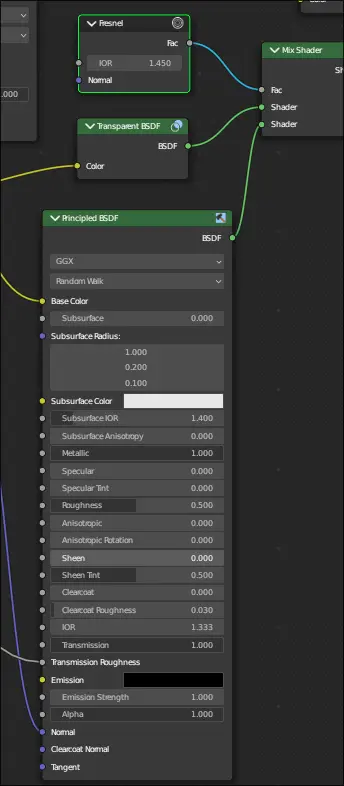 Color
Fresnel
Mix Shader
Fac
IOR 1.450
Normal
.000
Fac
Transparent BSDF
Shader
BSDF
Shader
Color
Principled BSDF
BSDF
GGX
Random Walk
Base Color
Subsurface 0.000
Subsurface Radius:
1.000
0.200
0.100
Subsurface Color
Subsurface IOR 1.400
Subsurface Anisotropy 0.000
Metallic 1.000
Specular 0.000
Specular Tint 0.000
Roughness 0.500
Anisotropic 0.000
Anisotropic Rotation 0.000
Sheen 0.000
Sheen Tint 0.500
Clearcoat 0.000
Clearcoat Roughness 0.030
IOR 1.333
Transmission 1.000
Transmission Roughness
Emission
Emission Strength 1.000
Alpha 1.000
Normal
Clearcoat Normal
Tangent